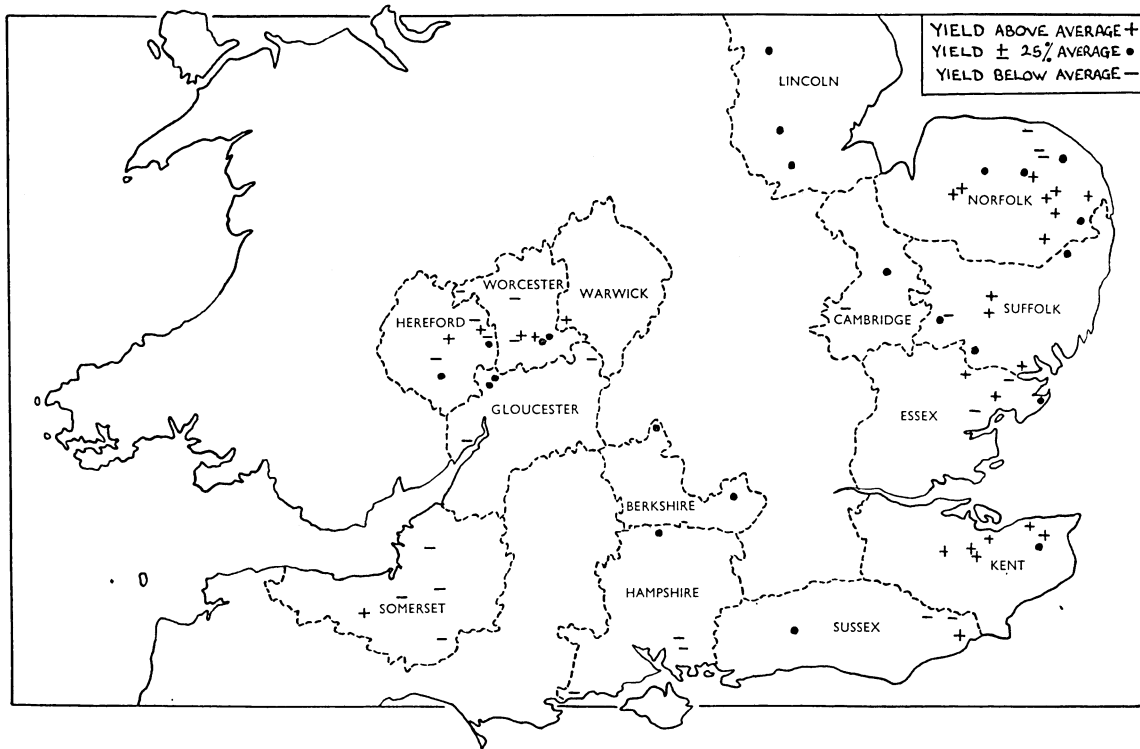 YIELD ABOVE AVERAGE +
YIELD ± 25% AVERAGE •
YIELD BELOW AVERAGE −
LINCOLN
NORFOLK
WORCESTER
WARWICK
HEREFORD
CAMBRIDGE
SUFFOLK
GLOUCESTER
ESSEX
BERKSHIRE
KENT
HAMPSHIRE
SOMERSET
SUSSEX